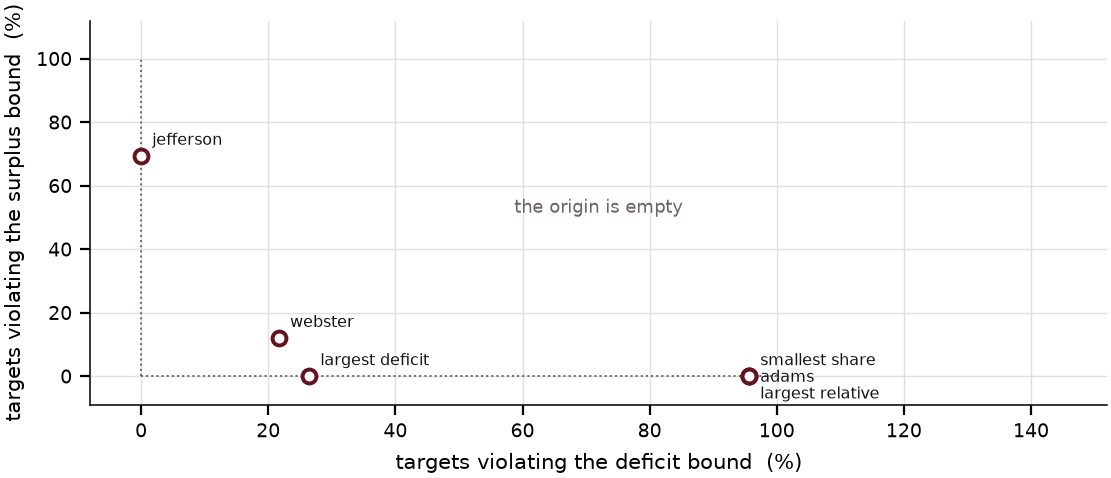 targets violating the surplus bound (%)
100
80
60
40
20
0
jefferson
the origin is empty
webster
largest deficit
smallest share
adams
largest relative
0 20 40 60 80 100 120 140
targets violating the deficit bound (%)